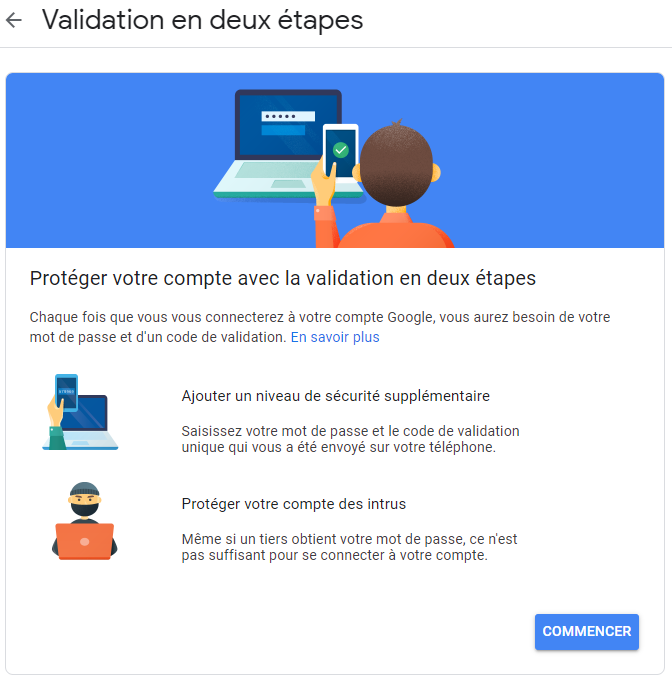 Validation en deux étapes
Protéger votre compte avec la validation en deux étapes
Chaque fois que vous vous connecterez à votre compte Google, vous aurez besoin de votre
mot de passe et d'un code de validation. En savoir plus
Ajouter un niveau de sécurité supplémentaire
Saisissez votre mot de passe et le code de validation
unique qui vous a été envoyé sur votre téléphone.
Protéger votre compte des intrus
Même si un tiers obtient votre mot de passe, ce n'est
pas suffisant pour se connecter à votre compte.
COMMENCER